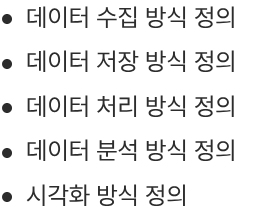 • 데이터 수집 방식 정의
• 데이터 저장 방식 정의
• 데이터 처리 방식 정의
• 데이터 분석 방식 정의
• 시각화 방식 정의